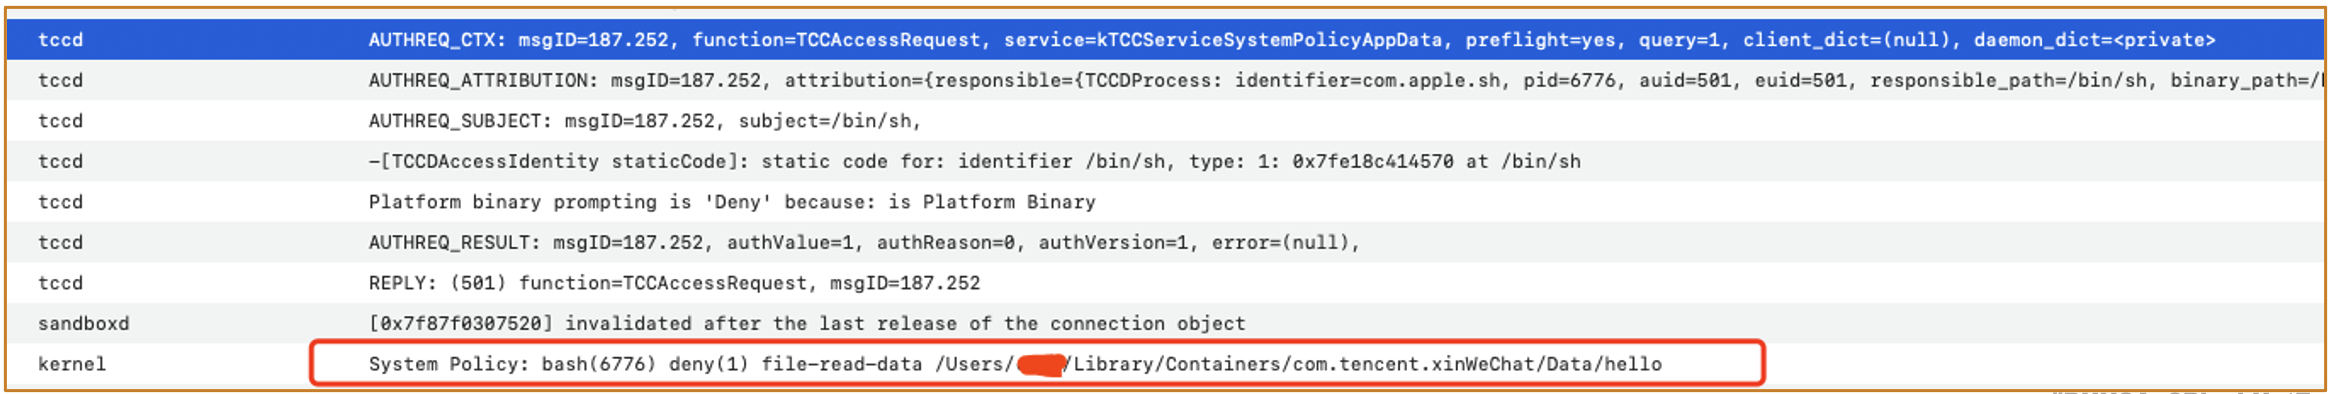 tccd AUTHREQ_CTX: msgID=187.252, function=TCCAccessRequest, service=kTCCServiceSystemPolicyAppData, preflight=yes, query=1, client_dict=(null), daemon_dict=<private>
tccd AUTHREQ_ATTRIBUTION: msgID=187.252, attribution={responsible={TCCDProcess: identifier=com.apple.sh, pid=6776, auid=501, euid=501, responsible_path=/bin/sh, binary_path=/
tccd AUTHREQ_SUBJECT: msgID=187.252, subject=/bin/sh,
tccd -[TCCDAccessIdentity staticCode]: static code for: identifier /bin/sh, type: 1: 0x7fe18c414570 at /bin/sh
tccd Platform binary prompting is 'Deny' because: is Platform Binary
tccd AUTHREQ_RESULT: msgID=187.252, authValue=1, authReason=0, authVersion=1, error=(null),
tccd REPLY: (501) function=TCCAccessRequest, msgID=187.252
sandboxd [0x7f87f0307520] invalidated after the last release of the connection object
kernel System Policy: bash(6776) deny(1) file-read-data /Users/ /Library/Containers/com.tencent.xinWeChat/Data/hello